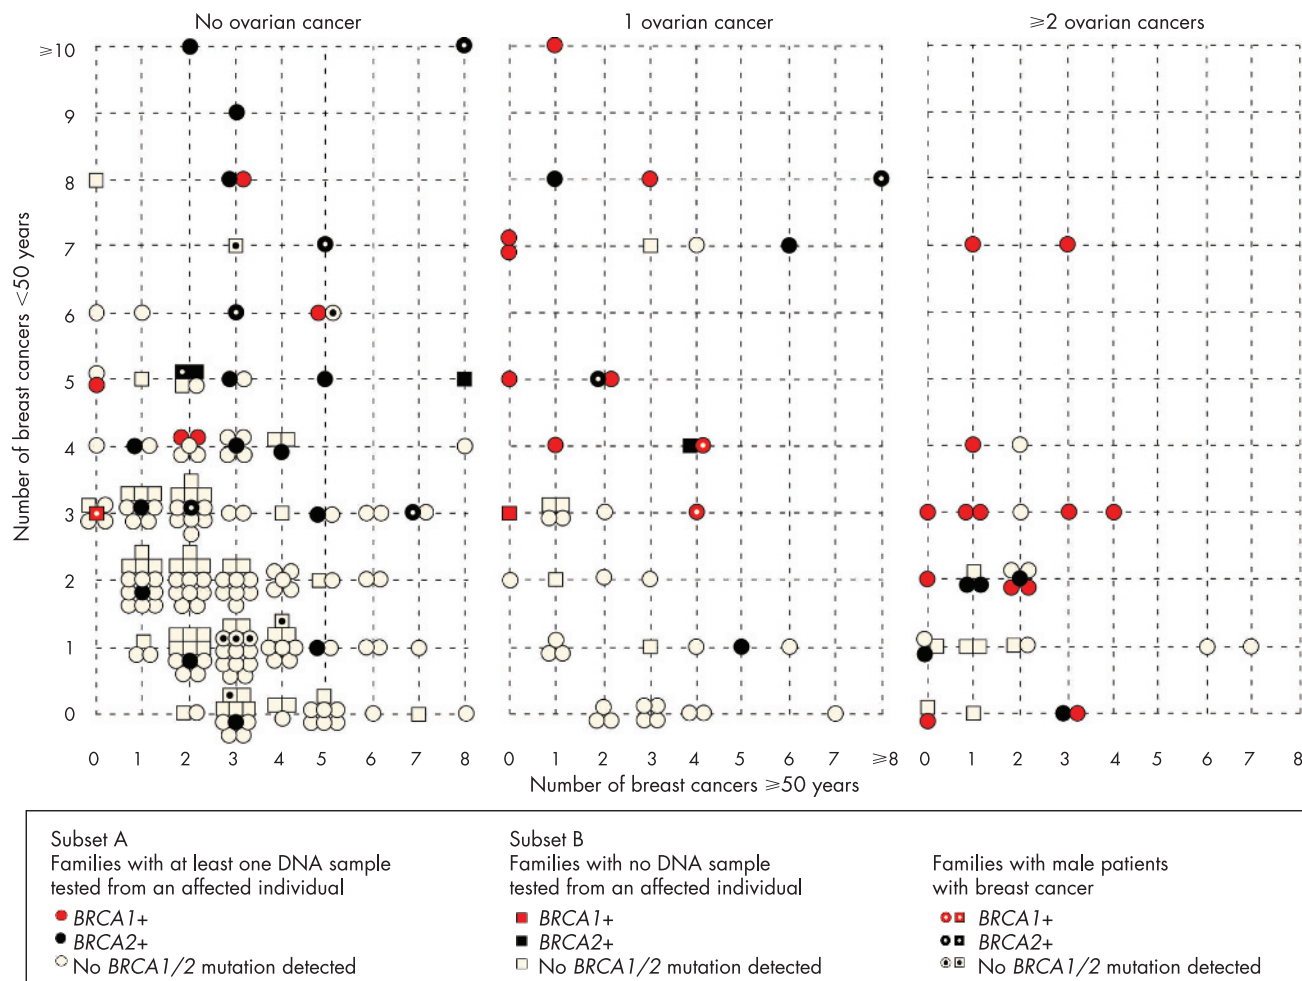 No ovarian cancer
1 ovarian cancer
⩾2 ovarian cancers
Number of breast cancers <50 years
⩾10
9
8
7
6
5
4
3
2
1
0
0 1 2 3 4 5 6 7 8
0 1 2 3 4 5 6 7 ⩾8
0 1 2 3 4 5 6 7 8
Number of breast cancers ⩾50 years
Subset A
Families with at least one DNA sample
tested from an affected individual
BRCA1+
BRCA2+
No BRCA1/2 mutation detected
Subset B
Families with no DNA sample
tested from an affected individual
BRCA1+
BRCA2+
No BRCA1/2 mutation detected
Families with male patients
with breast cancer
BRCA1+
BRCA2+
No BRCA1/2 mutation detected